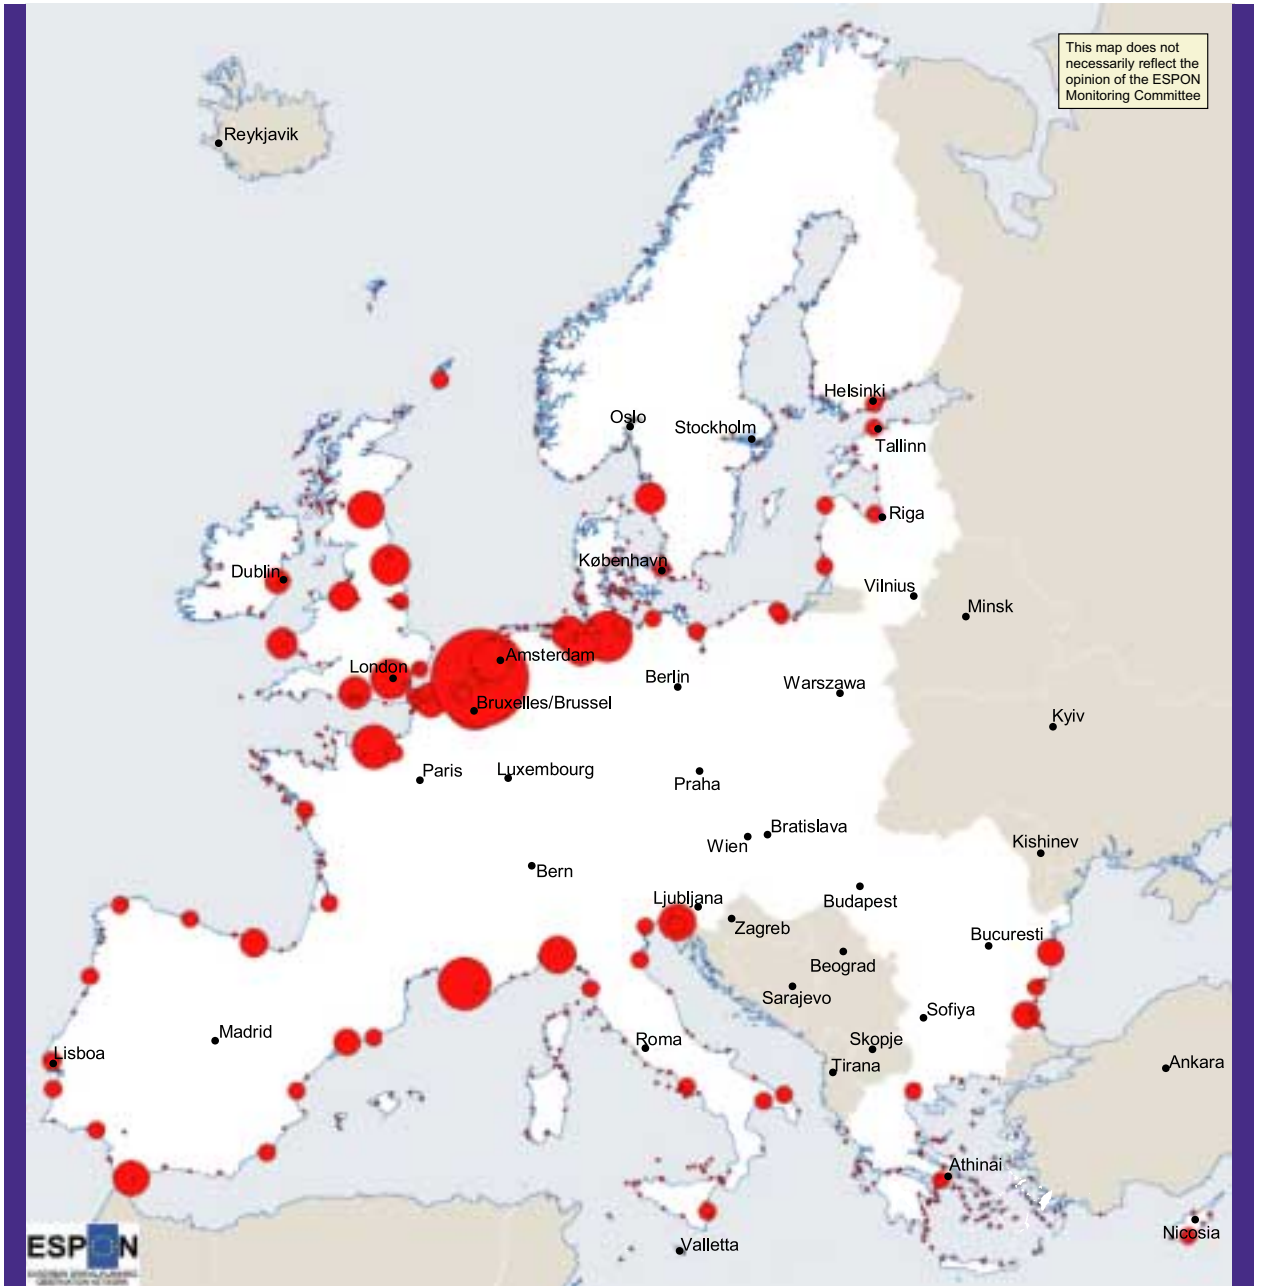 This map does not
necessarily reflect the
opinion of the ESPON
Monitoring Committee
Reykjavik
Helsinki
Oslo
Stockholm
Tallinn
Riga
København
Dublin
Vilnius
Minsk
Amsterdam
London
Berlin
Warszawa
Bruxelles/Brussel
Kyiv
Paris
Luxembourg
Praha
Bratislava
Wien
Kishinev
Bern
Ljubljana
Budapest
Zagreb
Bucuresti
Beograd
Sarajevo
Sofiya
Madrid
Roma
Skopje
Lisboa
Tirana
Ankara
Athinai
Nicosia
Valletta
ESPON